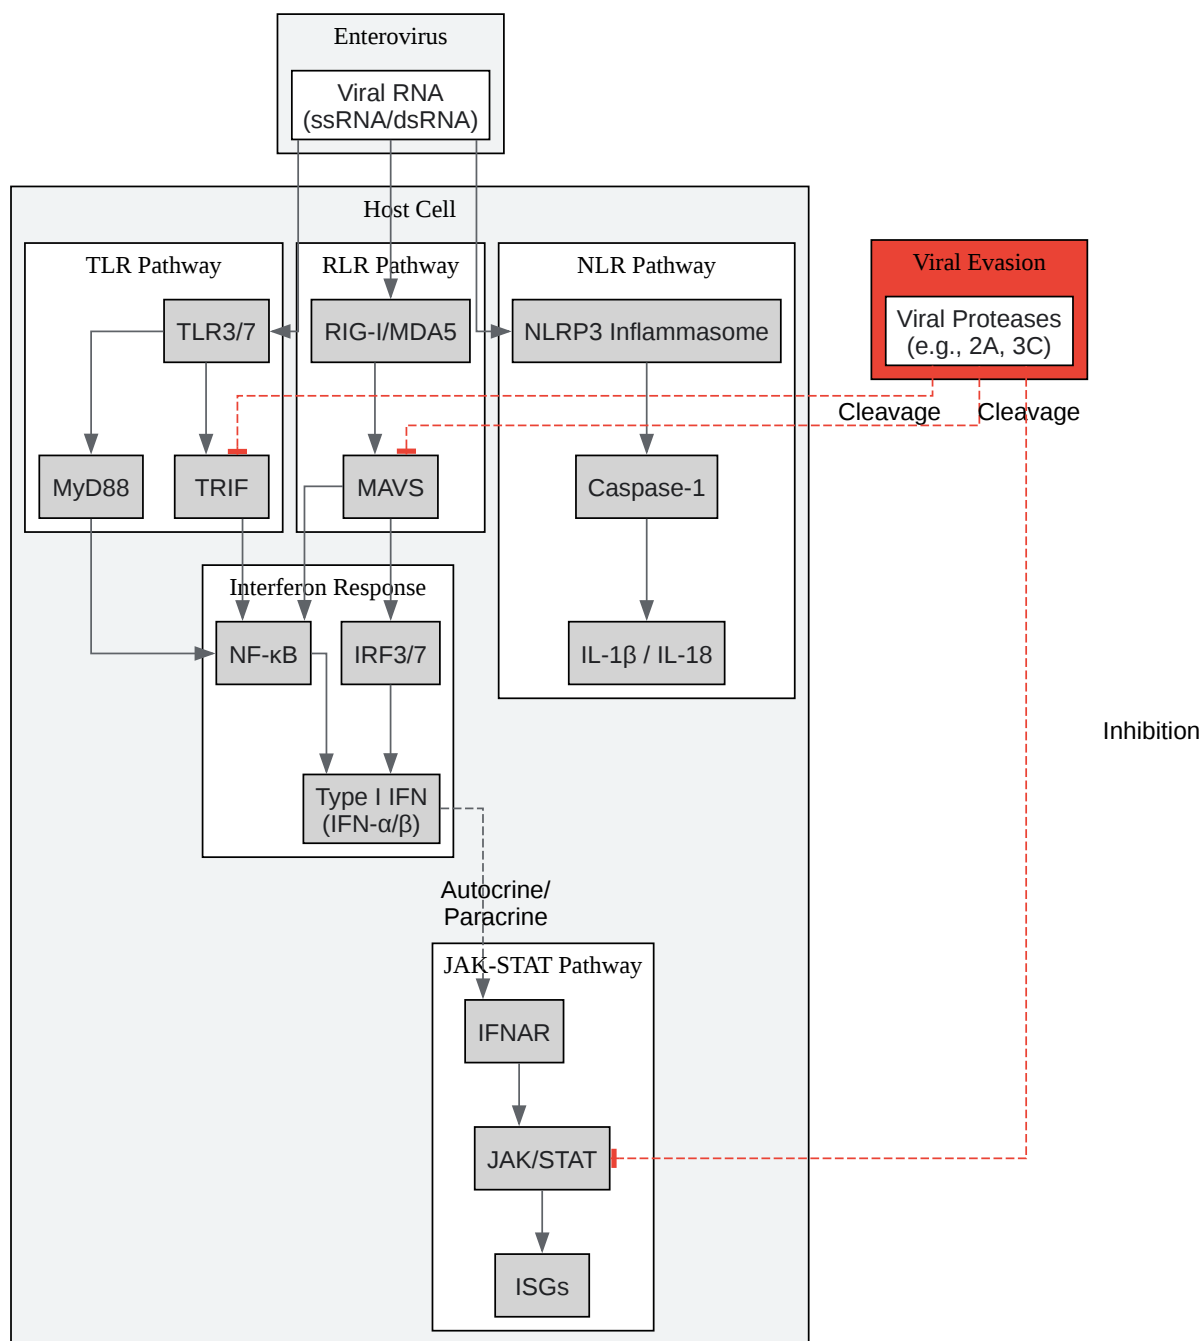 Enterovirus
Viral RNA
(ssRNA/dsRNA)
Host Cell
TLR Pathway
RLR Pathway
NLR Pathway
Viral Evasion
TLR3/7
RIG-I/MDA5
NLRP3 Inflammasome
Viral Proteases
(e.g., 2A, 3C)
Cleavage
Cleavage
MyD88
TRIF
MAVS
Caspase-1
Interferon Response
NF-κB
IRF3/7
IL-1β / IL-18
Inhibition
Type I IFN
(IFN-α/β)
Autocrine/
Paracrine
JAK-STAT Pathway
IFNAR
JAK/STAT
ISGs